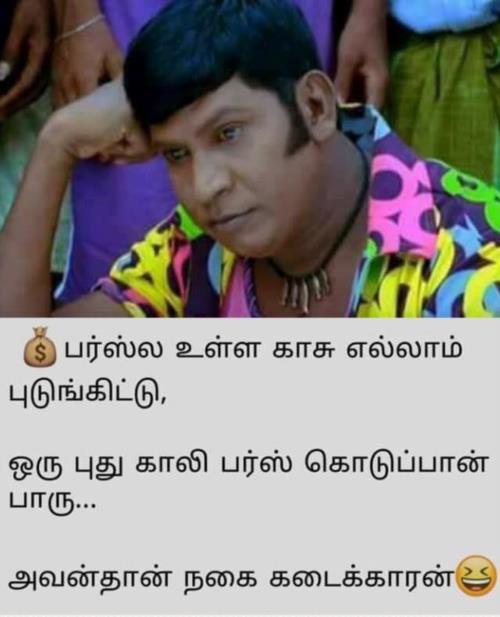 💰பர்ஸ்ல உள்ள காசு எல்லாம்
புடுங்கிட்டு,
ஒரு புது காலி பர்ஸ் கொடுப்பான்
பாரு...
அவன்தான் நகை கடைக்காரன்😆